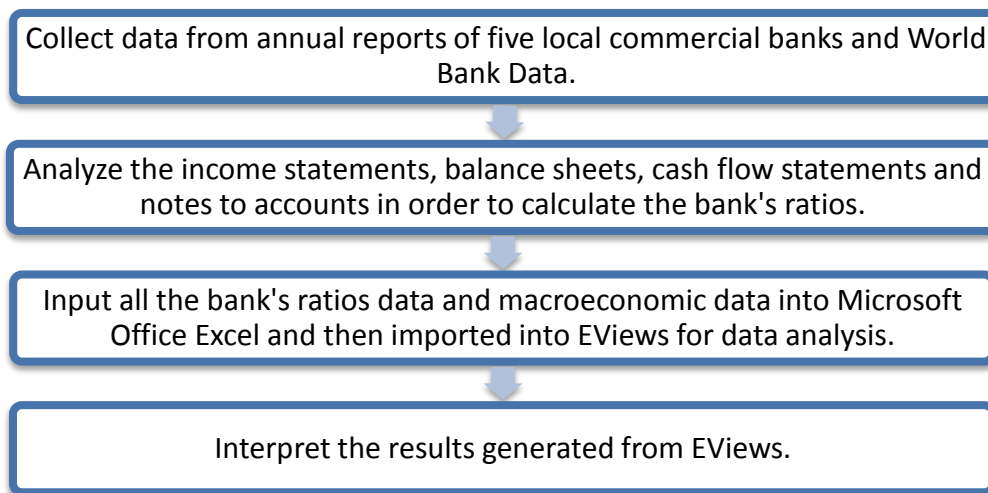 Collect data from annual reports of five local commercial banks and World
Bank Data.
Analyze the income statements, balance sheets, cash flow statements and
notes to accounts in order to calculate the bank's ratios.
Input all the bank's ratios data and macroeconomic data into Microsoft
Office Excel and then imported into EViews for data analysis.
Interpret the results generated from EViews.